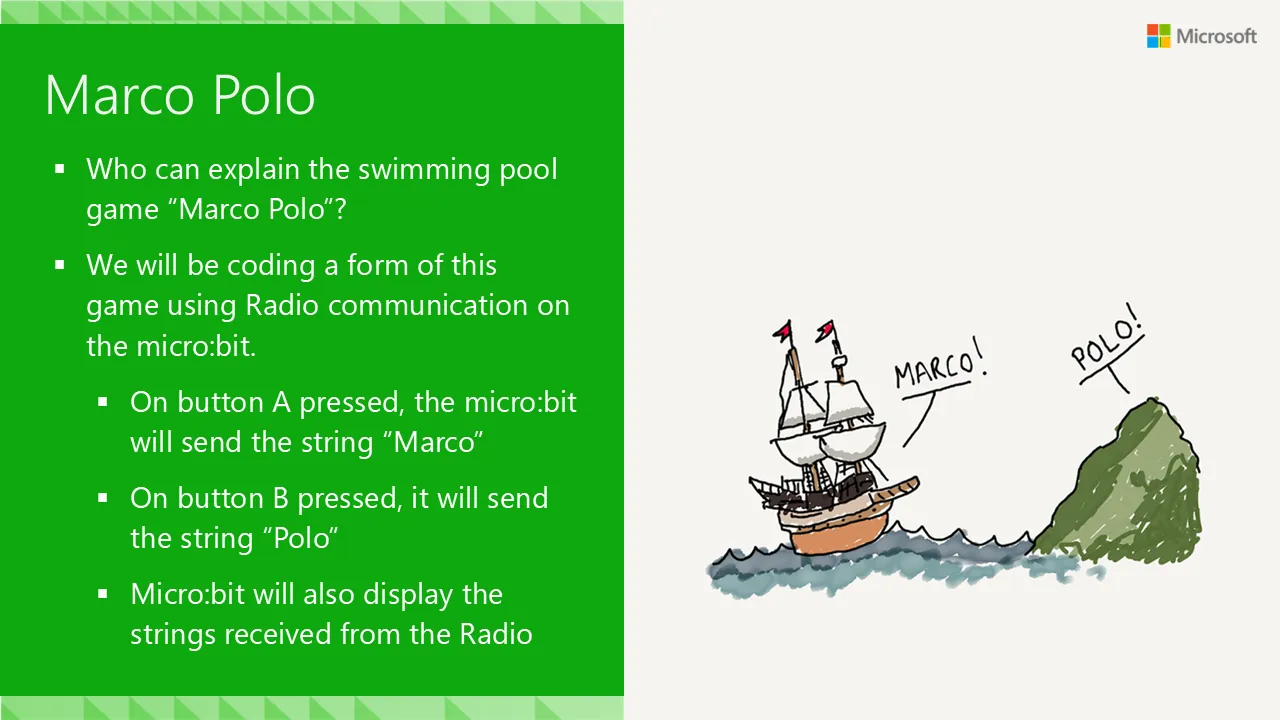 Microsoft
Marco Polo
▪ Who can explain the swimming pool
game “Marco Polo”?
▪ We will be coding a form of this
game using Radio communication on
the micro:bit.
▪ On button A pressed, the micro:bit
will send the string “Marco”
▪ On button B pressed, it will send
the string “Polo”
▪ Micro:bit will also display the
strings received from the Radio
MARCO!
POLO!